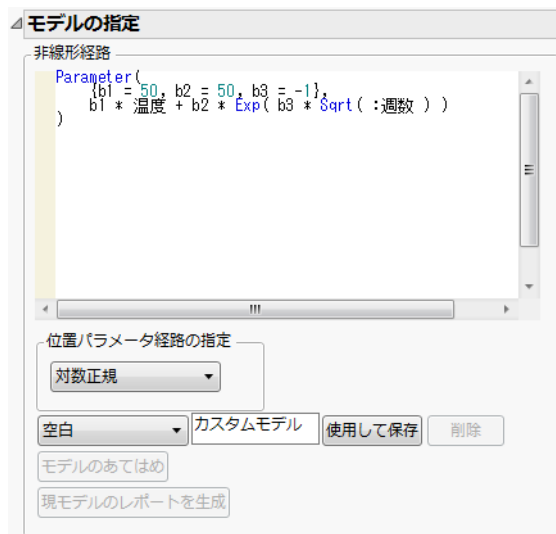 モデルの指定
非線形経路
Parameter(
{b1 = 50, b2 = 50, b3 = -1},
b1 * 温度 + b2 * Exp( b3 * Sqrt( :週数 ) )
)
位置パラメータ経路の指定
対数正規
空白 カスタムモデル 使用して保存 削除
モデルのあてはめ
現モデルのレポートを生成